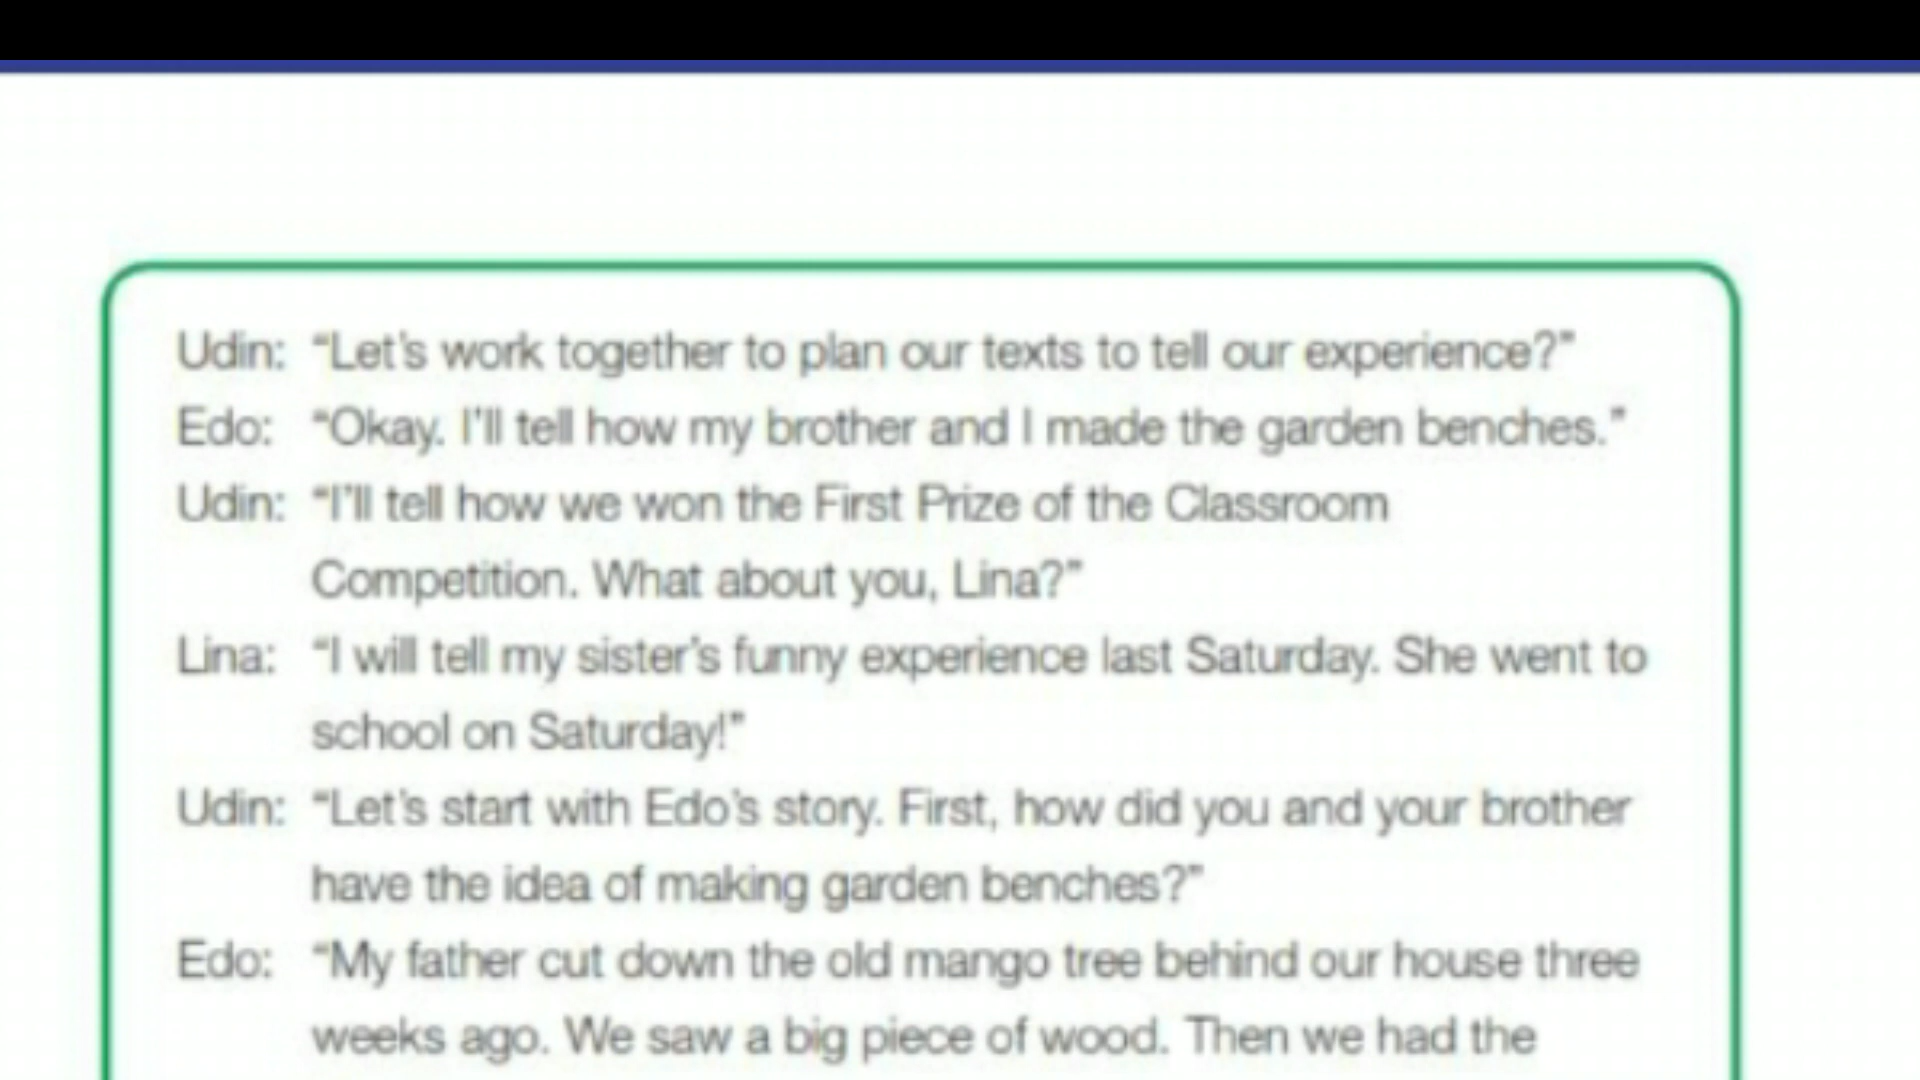 Udin: “Let’s work together to plan our texts to tell our experience?”
Edo: “Okay. I’ll tell how my brother and I made the garden benches.”
Udin: “I’ll tell how we won the First Prize of the Classroom
Competition. What about you, Lina?”
Lina: “I will tell my sister’s funny experience last Saturday. She went to
school on Saturday!”
Udin: “Let’s start with Edo’s story. First, how did you and your brother
have the idea of making garden benches?”
Edo: “My father cut down the old mango tree behind our house three
weeks ago. We saw a big piece of wood. Then we had the